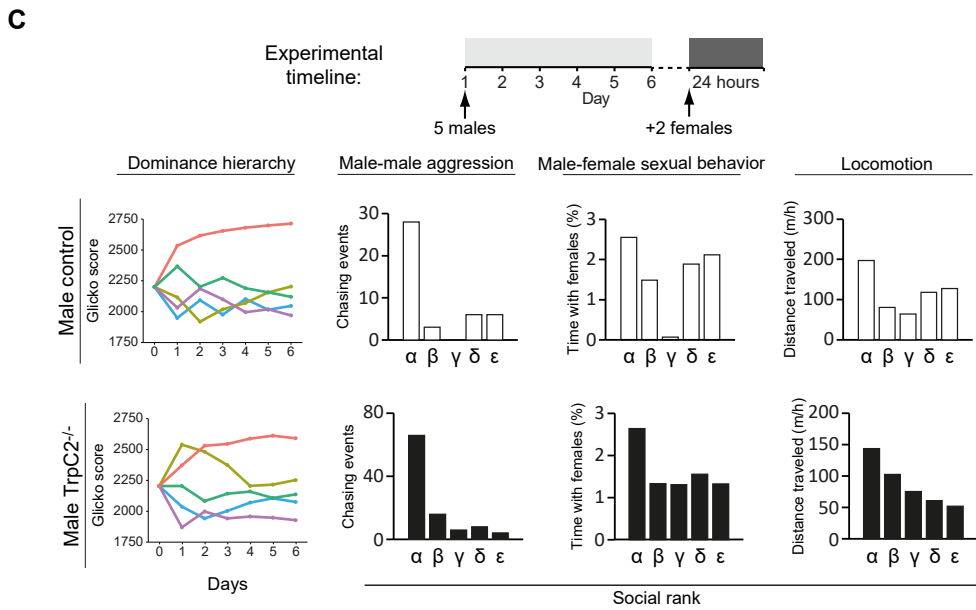 C
Experimental
timeline:
1 2 3 4 5 6 24 hours
Day
5 males +2 females
Dominance hierarchy Male-male aggression Male-female sexual behavior Locomotion
Male control
Glicko score
2750
2500
2200
2000
1750
0 1 2 3 4 5 6
Chasing events
30
20
10
0
α β γ δ ε
Time with females (%)
3
2
1
0
α β γ δ ε
Distance traveled (m/h)
300
200
100
0
α β γ δ ε
Male TrpC2-/-
Glicko score
2750
2500
2200
2000
1750
0 1 2 3 4 5 6
Days
Chasing events
80
40
0
α β γ δ ε
Time with females (%)
3
2
1
0
α β γ δ ε
Distance traveled (m/h)
200
150
100
50
0
α β γ δ ε
Social rank